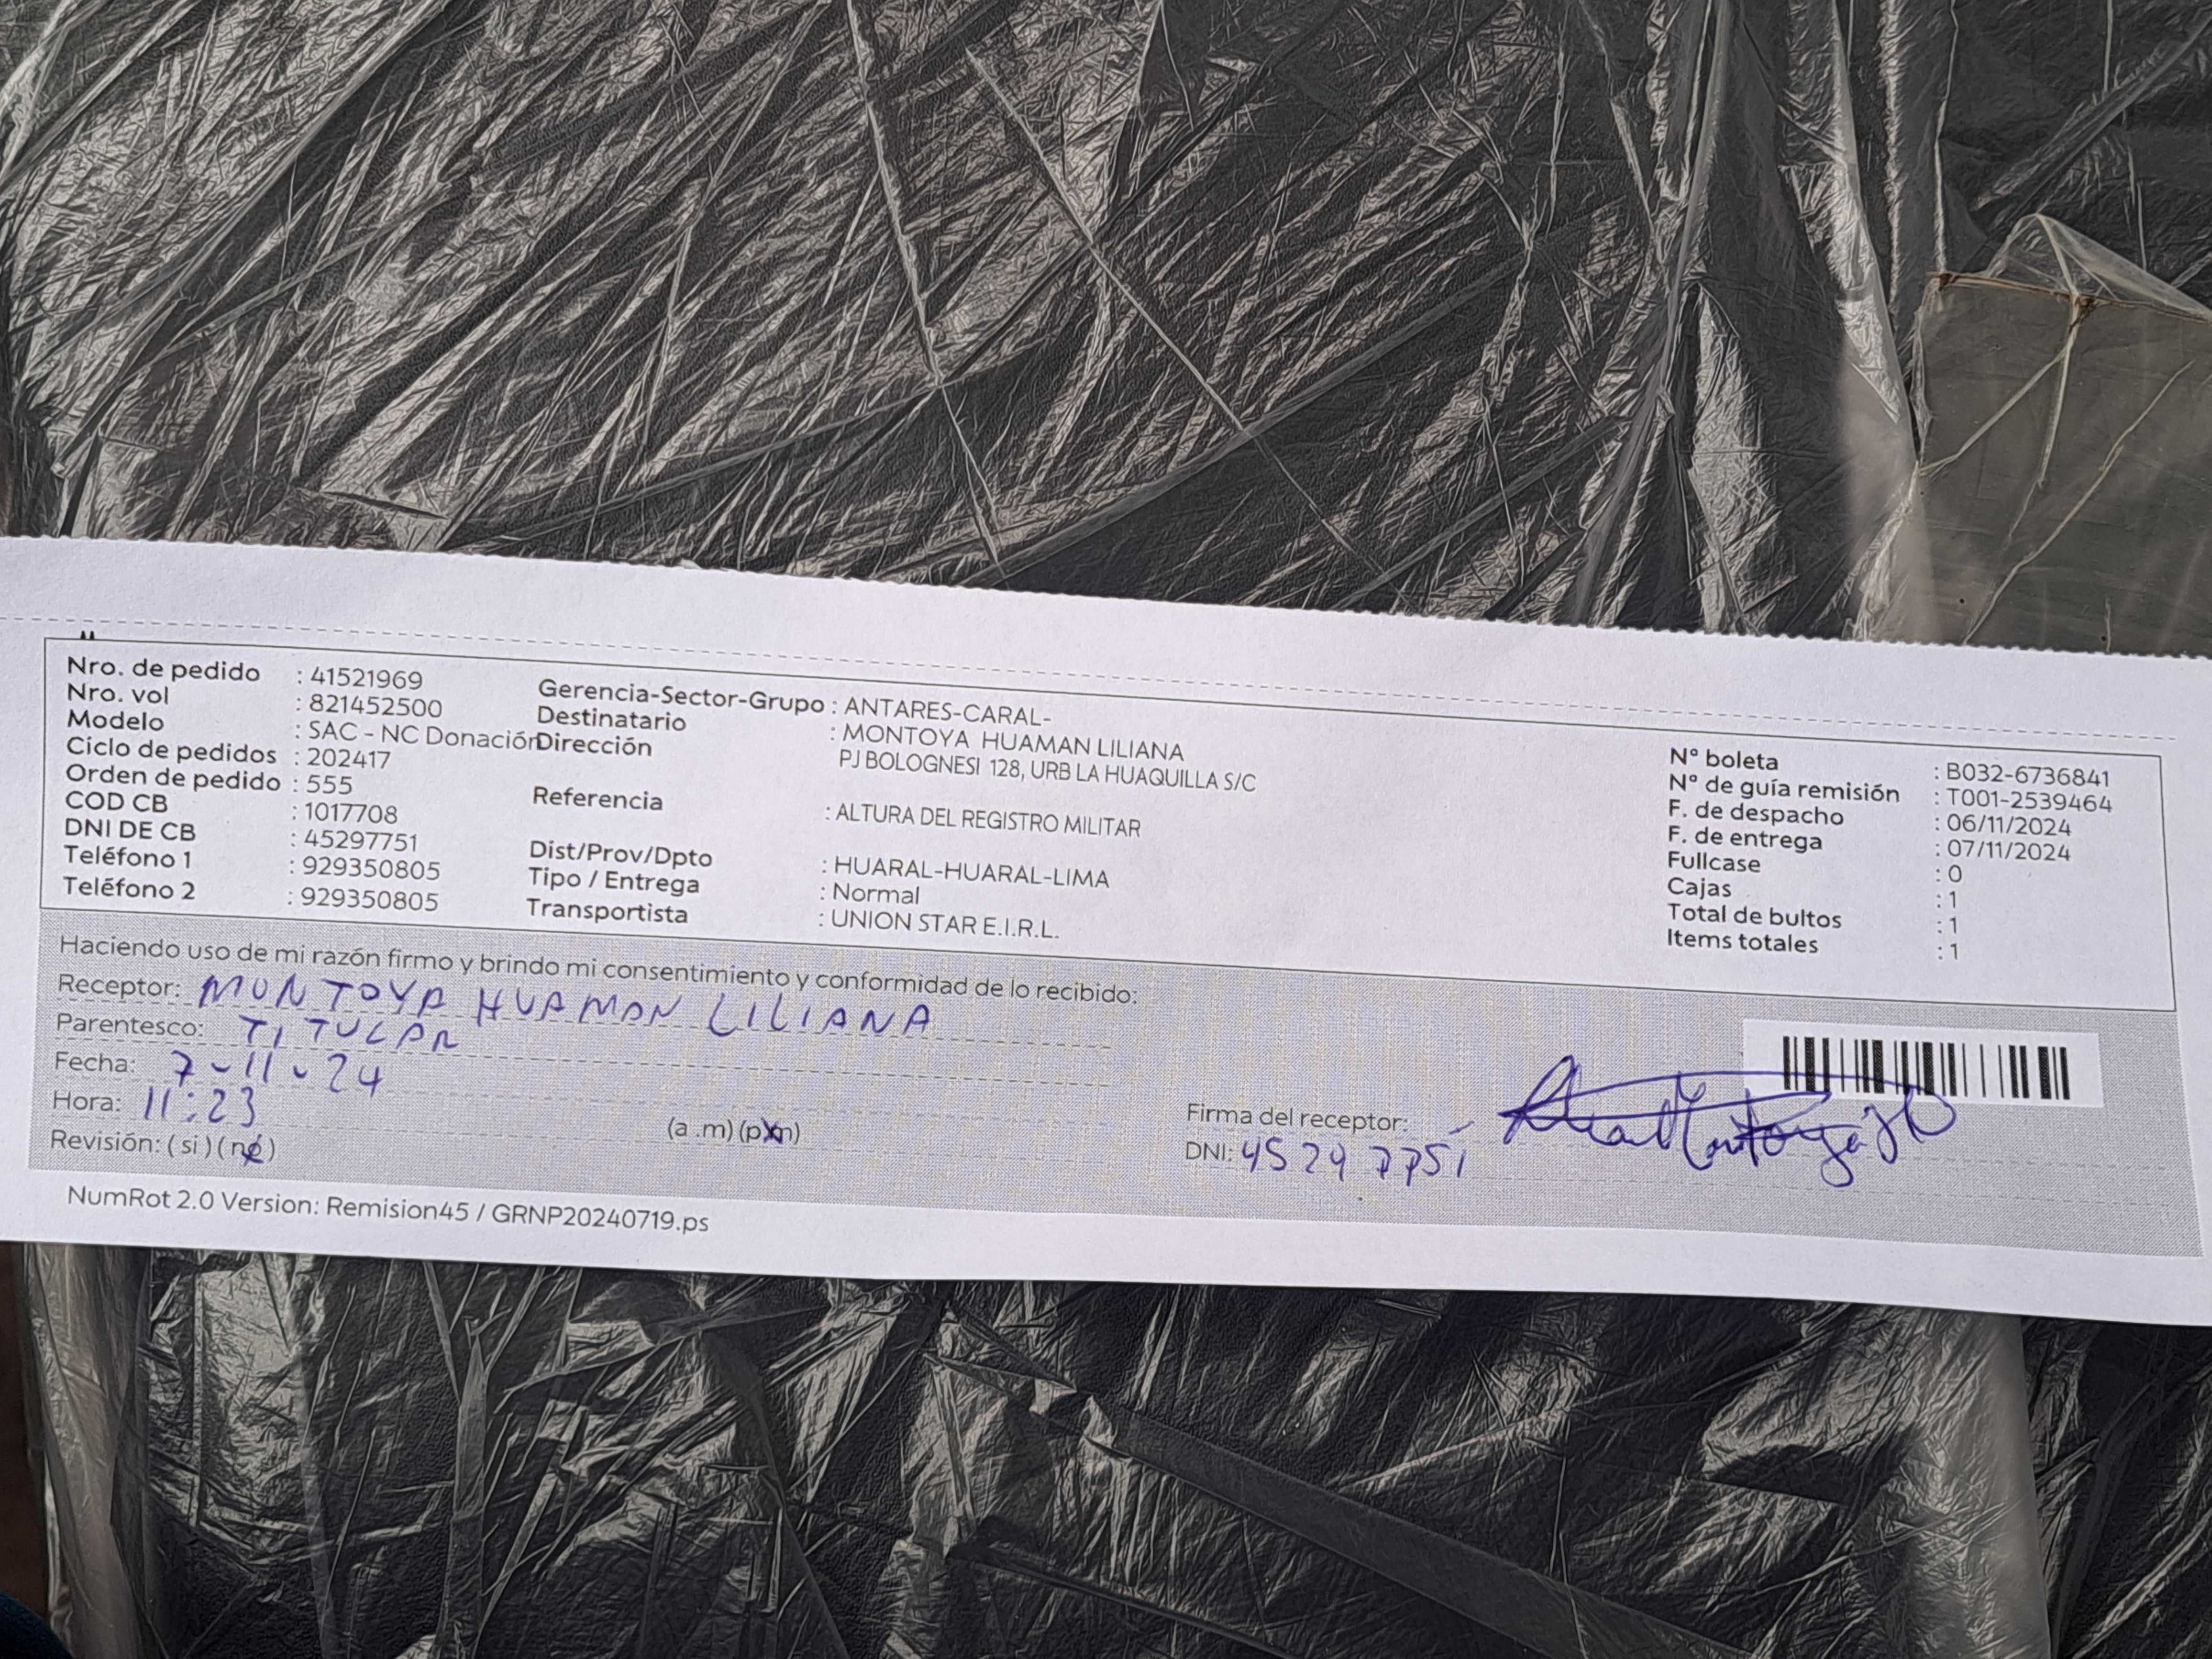 Nro. de pedido : 41521969
Nro. vol : 821452500
Modelo : SAC - NC Donación
Ciclo de pedidos : 202417
Orden de pedido : 555
COD CB : 1017708
DNI DE CB : 45297751
Teléfono 1 : 929350805
Teléfono 2 : 929350805
Gerencia-Sector-Grupo : ANTARES-CARAL-
Destinatario : MONTOYA HUAMAN LILIANA
Dirección PJ BOLOGNESI 128, URB LA HUAQUILLA S/C
Referencia : ALTURA DEL REGISTRO MILITAR
Dist/Prov/Dpto : HUARAL-HUARAL-LIMA
Tipo / Entrega : Normal
Transportista : UNION STAR E.I.R.L.
N° boleta : B032-6736841
N° de guía remisión : T001-2539464
F. de despacho : 06/11/2024
F. de entrega : 07/11/2024
Fullcase : 0
Cajas : 1
Total de bultos : 1
Items totales : 1
Haciendo uso de mi razón firmo y brindo mi consentimiento y conformidad de lo recibido:
Receptor: MONTOYA HUAMAN LILIANA
Parentesco: TITULAR
Fecha: 7-11-24
Hora: 11:23 (a .m) (p.m)
Revisión: ( si ) ( no )
Firma del receptor:
DNI: 45297751
NumRot 2.0 Version: Remision45 / GRNP20240719.ps